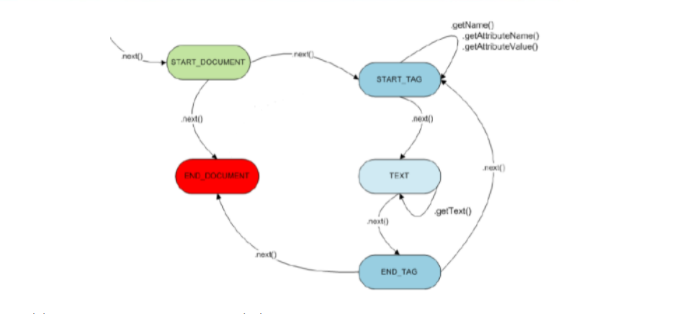 .getName()
.getAttributeName()
.getAttributeValue()
.next()
START_DOCUMENT
.next()
START_TAG
.next()
.next()
END_DOCUMENT
TEXT
.next()
.getText()
.next()
.next()
END_TAG